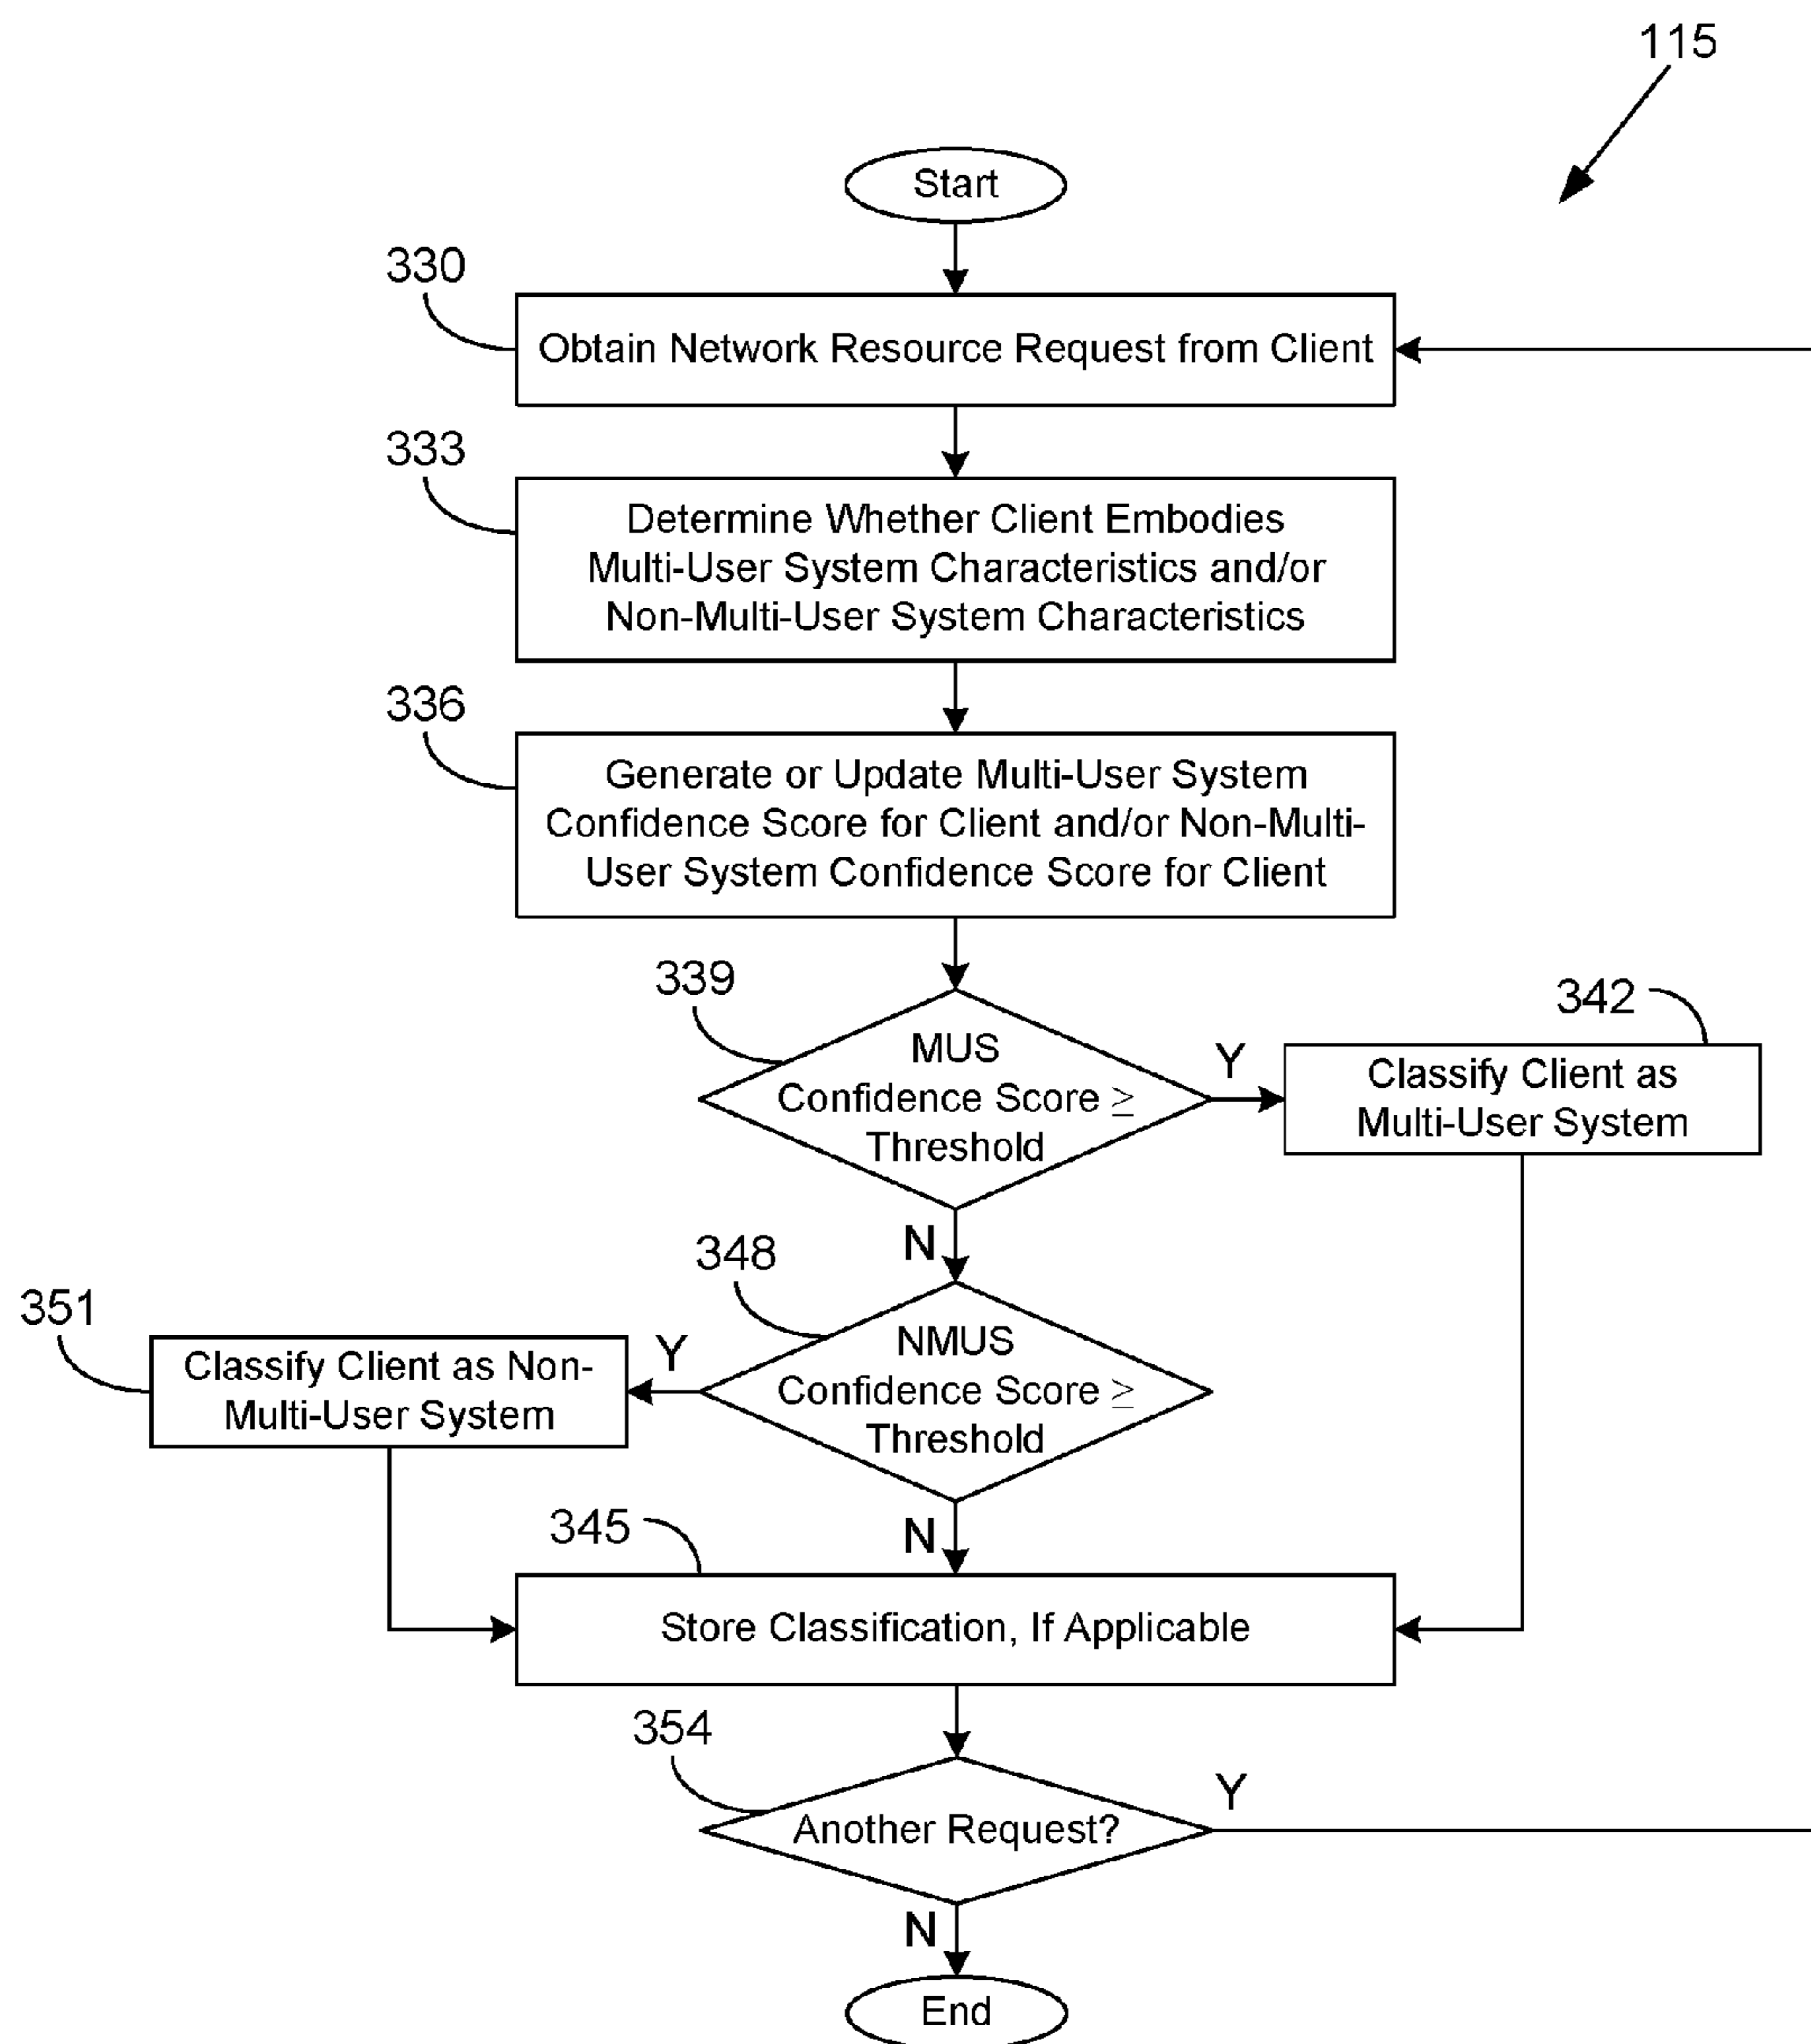 115
Start
330
Obtain Network Resource Request from Client
333
Determine Whether Client Embodies
Multi-User System Characteristics and/or
Non-Multi-User System Characteristics
336
Generate or Update Multi-User System
Confidence Score for Client and/or Non-Multi-
User System Confidence Score for Client
339
MUS
Confidence Score ≥
Threshold
Y
342
Classify Client as
Multi-User System
N
348
NMUS
Confidence Score ≥
Threshold
Y
351
Classify Client as Non-
Multi-User System
N
345
Store Classification, If Applicable
354
Another Request?
Y
N
End